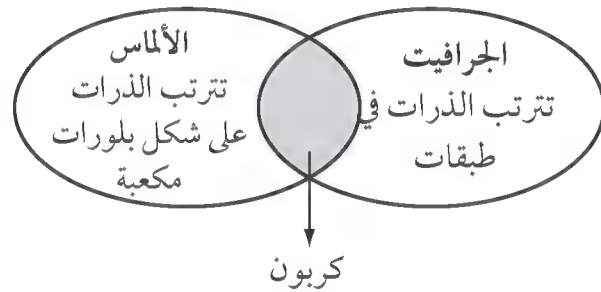 الجرافيت
تترتب الذرات في
طبقات
الألماس
تترتب الذرات
على شكل بلورات
مكعبة
كربون